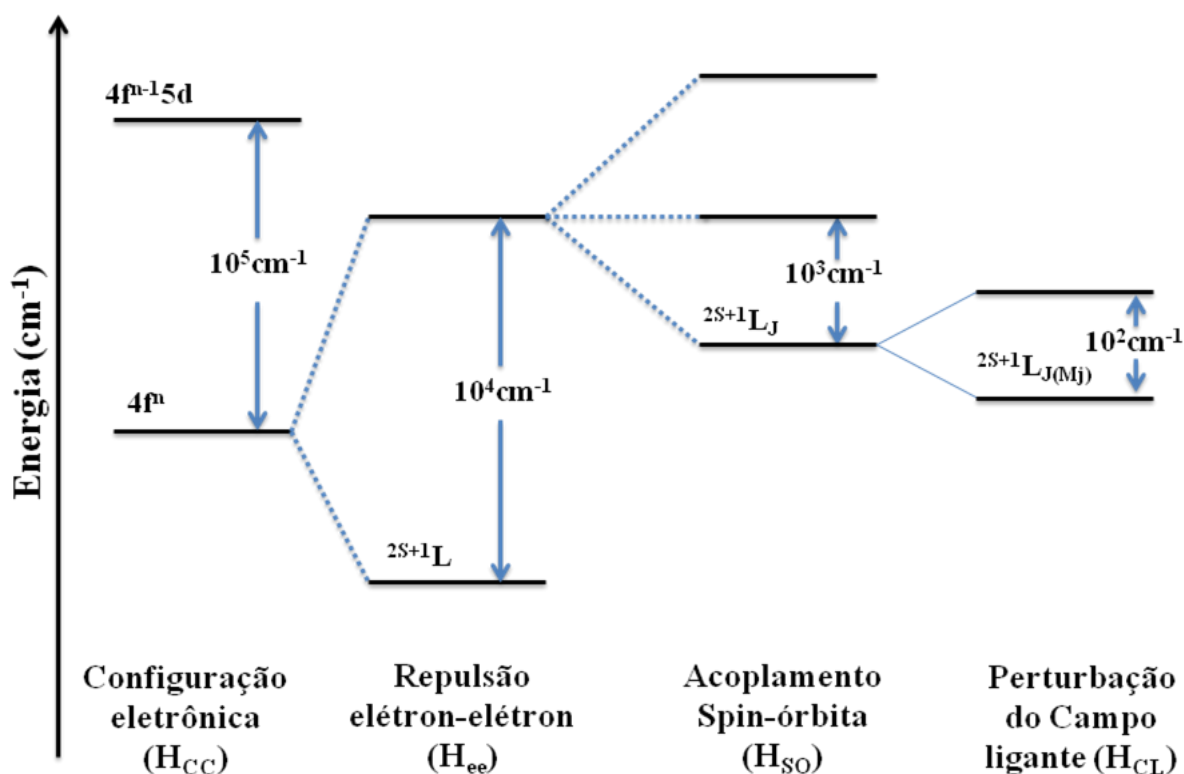 4fⁿ⁻¹5d
10⁵cm⁻¹
4fⁿ
10⁴cm⁻¹
²ˢ⁺¹L
10³cm⁻¹
²ˢ⁺¹L_J
10²cm⁻¹
²ˢ⁺¹L_J(Mj)
Energia (cm⁻¹)
Configuração
eletrônica
(H_CC)
Repulsão
elétron-elétron
(H_ee)
Acoplamento
Spin-órbita
(H_SO)
Perturbação
do Campo
ligante (H_CL)